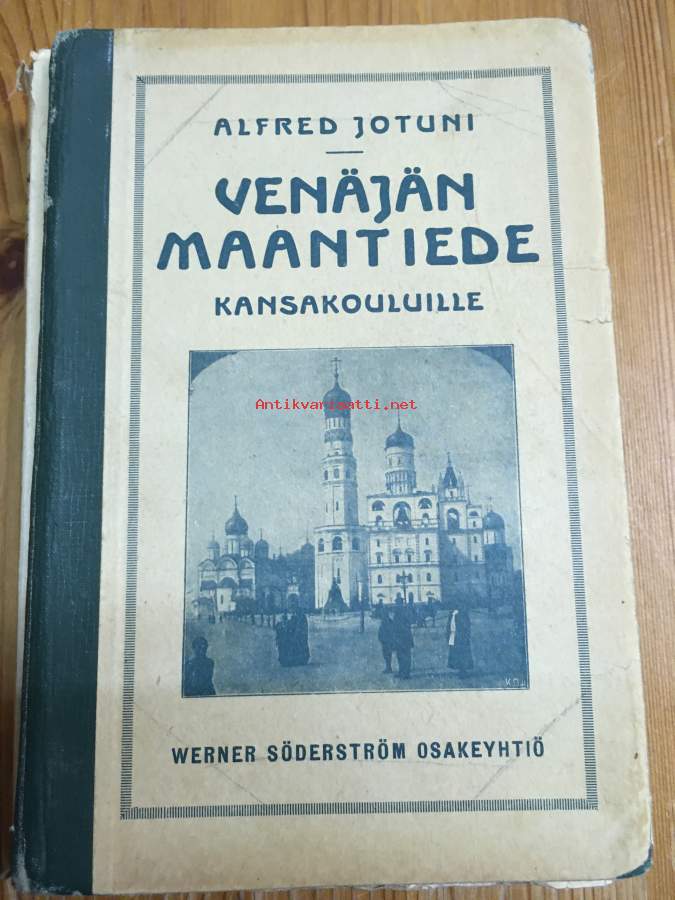 ALFRED JOTUNI
VENÄJÄN
MAANTIEDE
KANSAKOULUILLE
Antikvariaatti.net
WERNER SÖDERSTRÖM OSAKEYHTIÖ